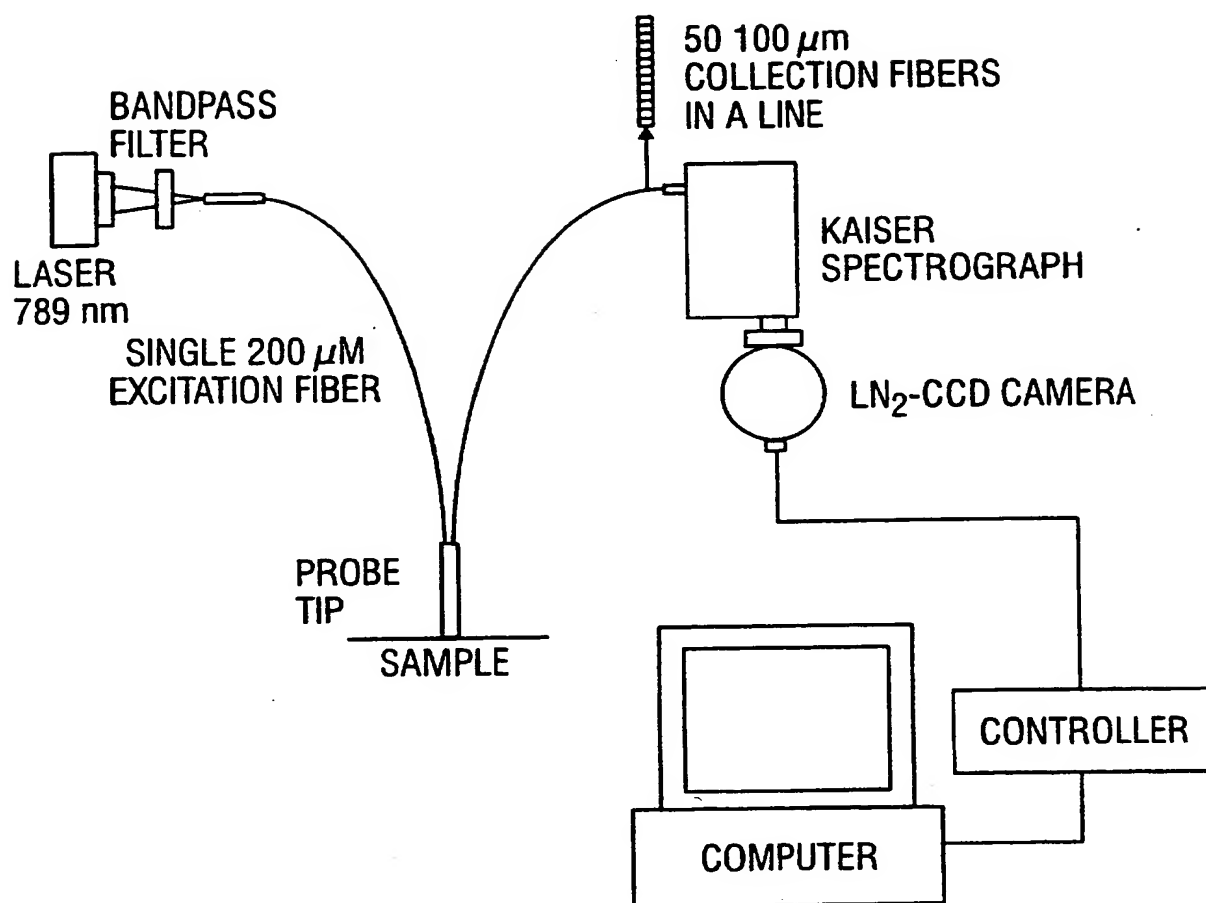 50 100 μm
COLLECTION FIBERS
IN A LINE
BANDPASS
FILTER
LASER
789 nm
KAISER
SPECTROGRAPH
SINGLE 200 μM
EXCITATION FIBER
LN₂-CCD CAMERA
PROBE
TIP
SAMPLE
CONTROLLER
COMPUTER